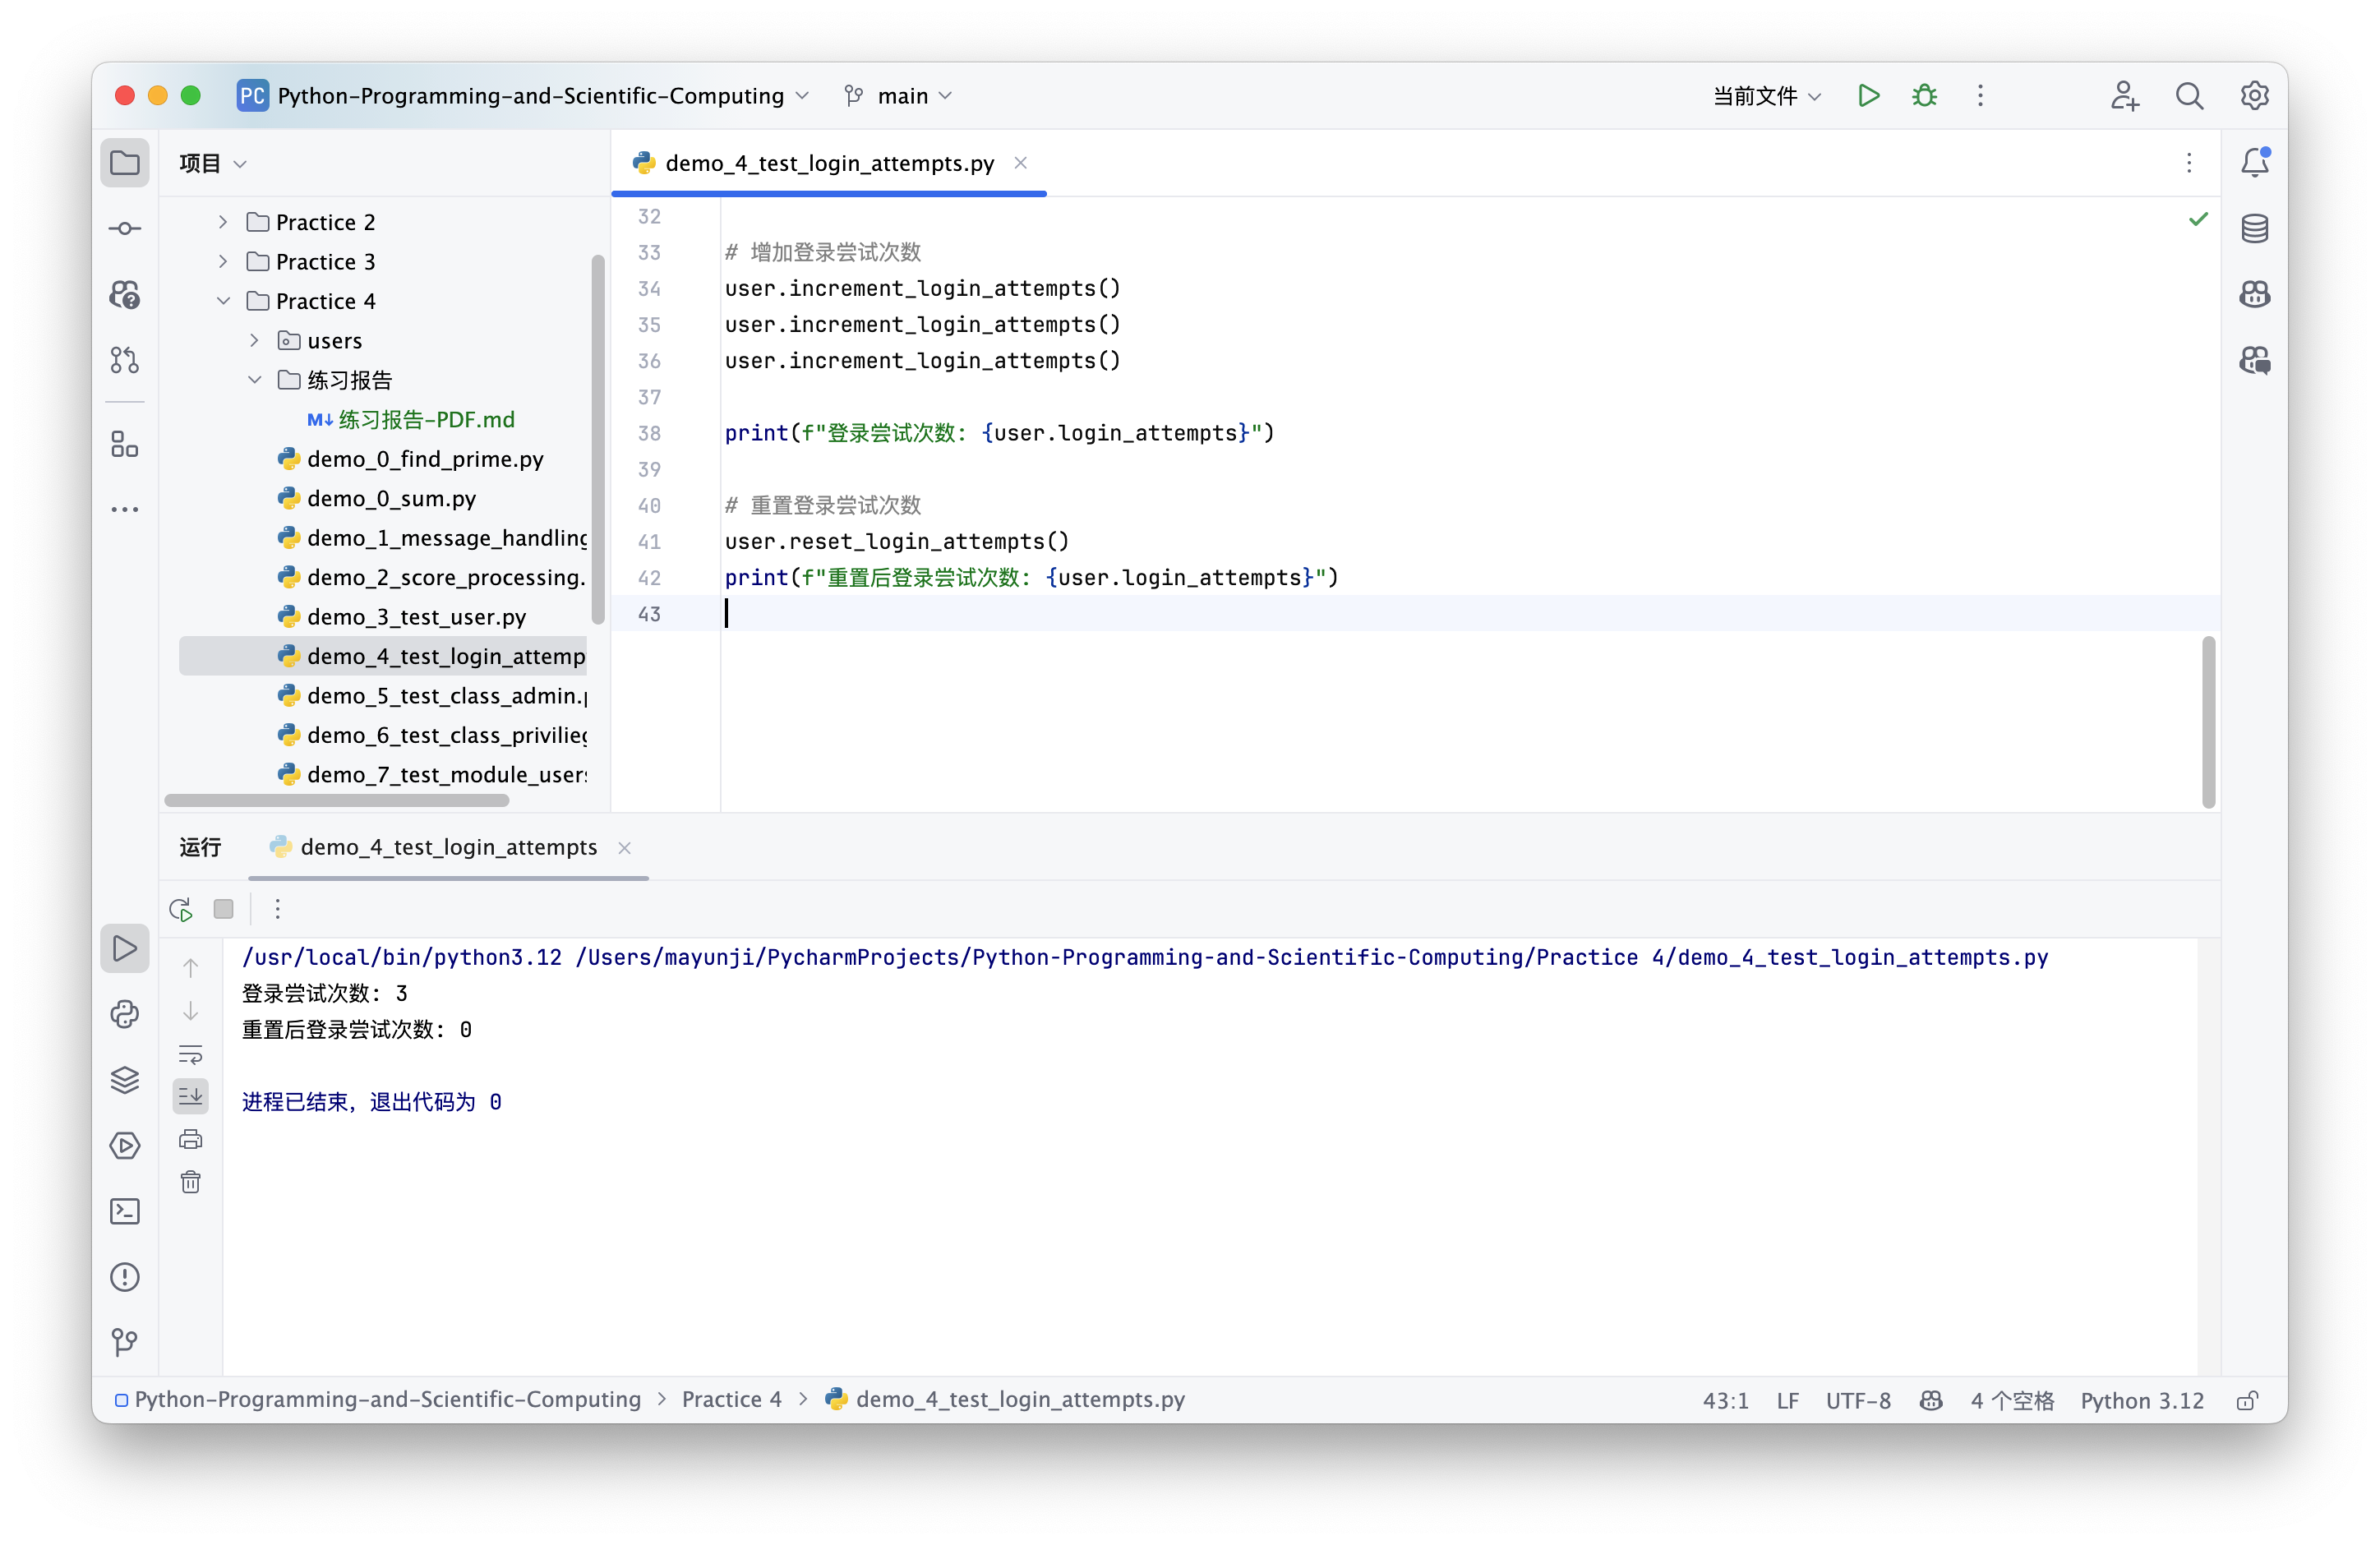 PC Python-Programming-and-Scientific-Computing main 当前文件
项目
demo_4_test_login_attempts.py
Practice 2
Practice 3
Practice 4
users
练习报告
M↓ 练习报告-PDF.md
demo_0_find_prime.py
demo_0_sum.py
demo_1_message_handling
demo_2_score_processing.
demo_3_test_user.py
demo_4_test_login_attemp
demo_5_test_class_admin.p
demo_6_test_class_privilieg
demo_7_test_module_users
32
33 # 增加登录尝试次数
34 user.increment_login_attempts()
35 user.increment_login_attempts()
36 user.increment_login_attempts()
37
38 print(f"登录尝试次数: {user.login_attempts}")
39
40 # 重置登录尝试次数
41 user.reset_login_attempts()
42 print(f"重置后登录尝试次数: {user.login_attempts}")
43
运行 demo_4_test_login_attempts
/usr/local/bin/python3.12 /Users/mayunji/PycharmProjects/Python-Programming-and-Scientific-Computing/Practice 4/demo_4_test_login_attempts.py
登录尝试次数: 3
重置后登录尝试次数: 0
进程已结束，退出代码为 0
Python-Programming-and-Scientific-Computing > Practice 4 > demo_4_test_login_attempts.py 43:1 LF UTF-8 4 个空格 Python 3.12